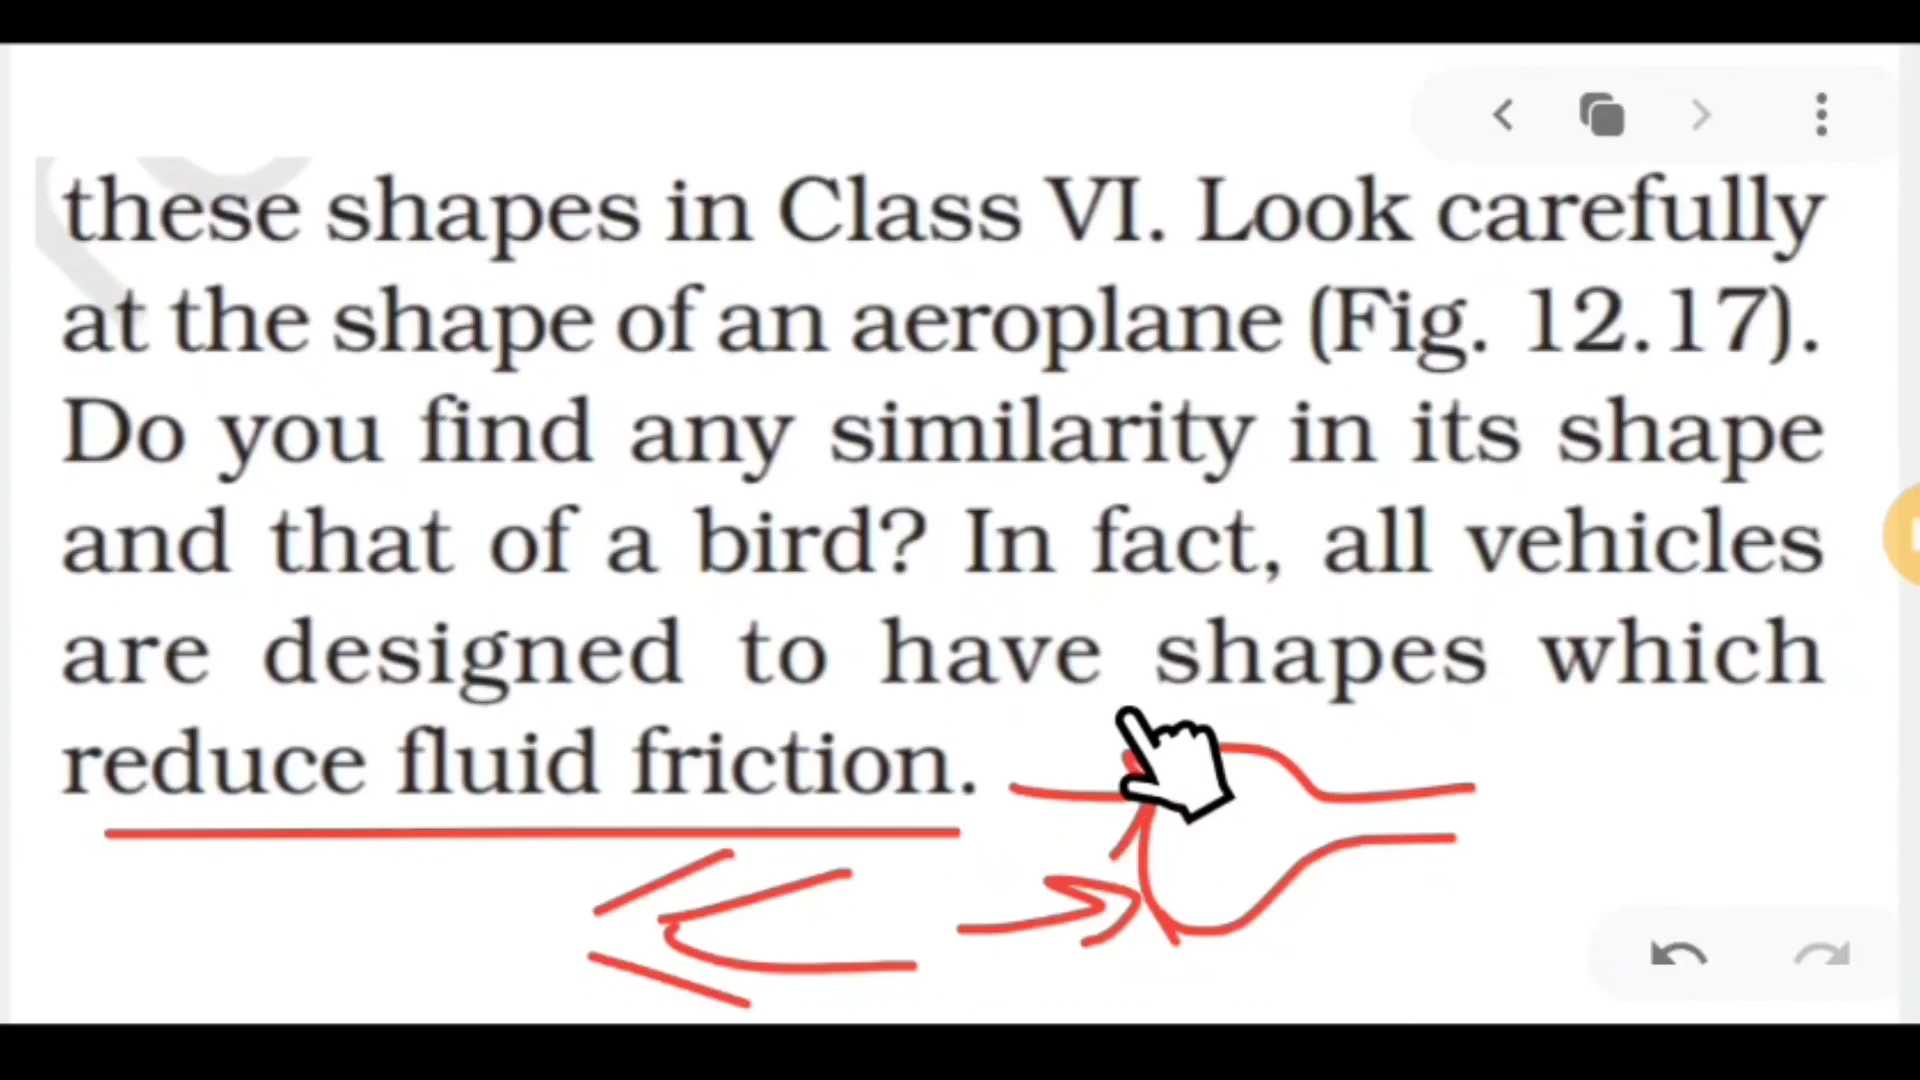 these shapes in Class VI. Look carefully
at the shape of an aeroplane (Fig. 12.17).
Do you find any similarity in its shape
and that of a bird? In fact, all vehicles
are designed to have shapes which
reduce fluid friction.